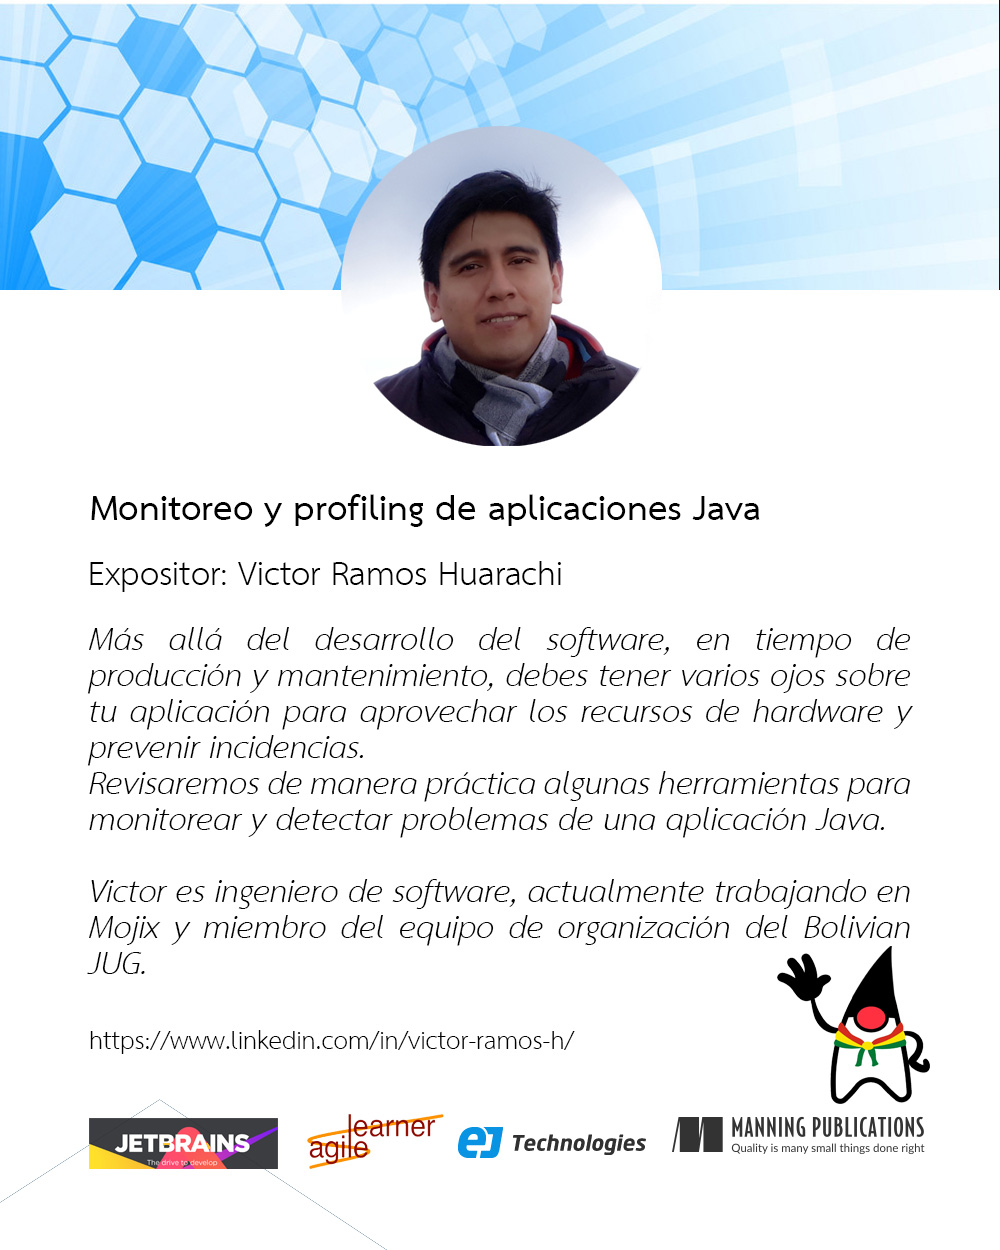 Monitoreo y profiling de aplicaciones Java
Expositor: Victor Ramos Huarachi
Más allá del desarrollo del software, en tiempo de
producción y mantenimiento, debes tener varios ojos sobre
tu aplicación para aprovechar los recursos de hardware y
prevenir incidencias.
Revisaremos de manera práctica algunas herramientas para
monitorear y detectar problemas de una aplicación Java.
Victor es ingeniero de software, actualmente trabajando en
Mojix y miembro del equipo de organización del Bolivian
JUG.
https://www.linkedin.com/in/victor-ramos-h/
JETBRAINS
The drive to develop
learner
agile
ej Technologies
MANNING PUBLICATIONS
Quality is many small things done right